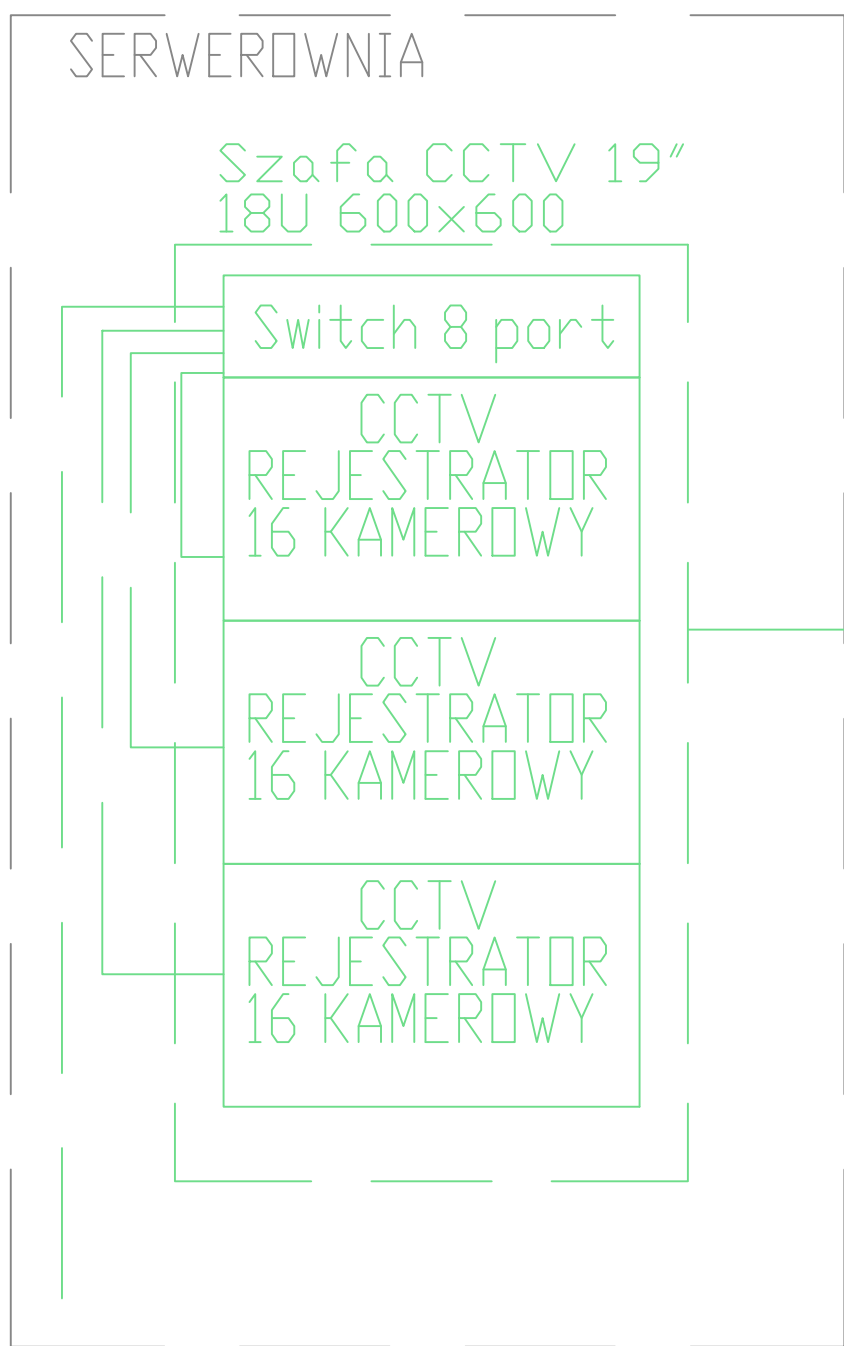 SERWEROWNIA
Szafa CCTV 19"
18U 600x600
Switch 8 port
CCTV
REJESTRATOR
16 KAMEROWY
CCTV
REJESTRATOR
16 KAMEROWY
CCTV
REJESTRATOR
16 KAMEROWY